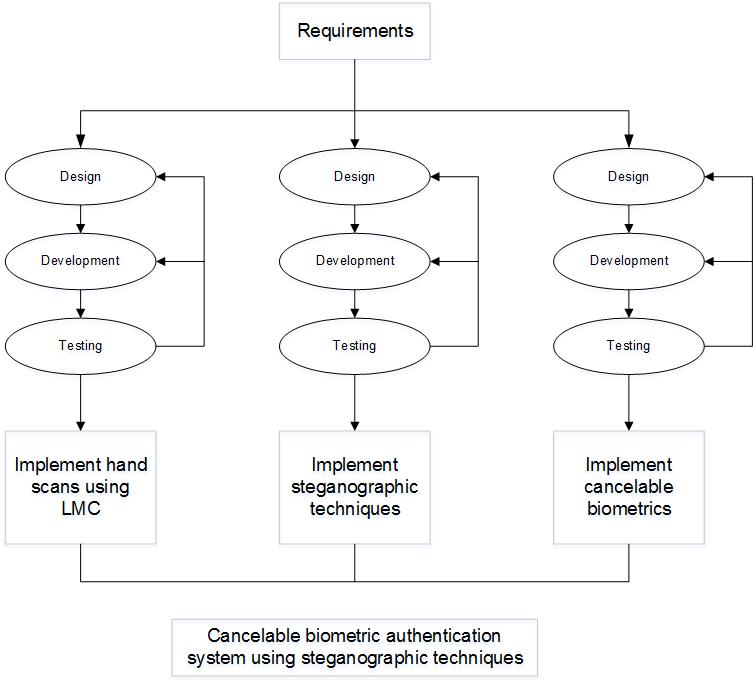 Requirements
Design
Design
Design
Development
Development
Development
Testing
Testing
Testing
Implement hand
scans using
LMC
Implement
steganographic
techniques
Implement
cancelable
biometrics
Cancelable biometric authentication
system using steganographic techniques